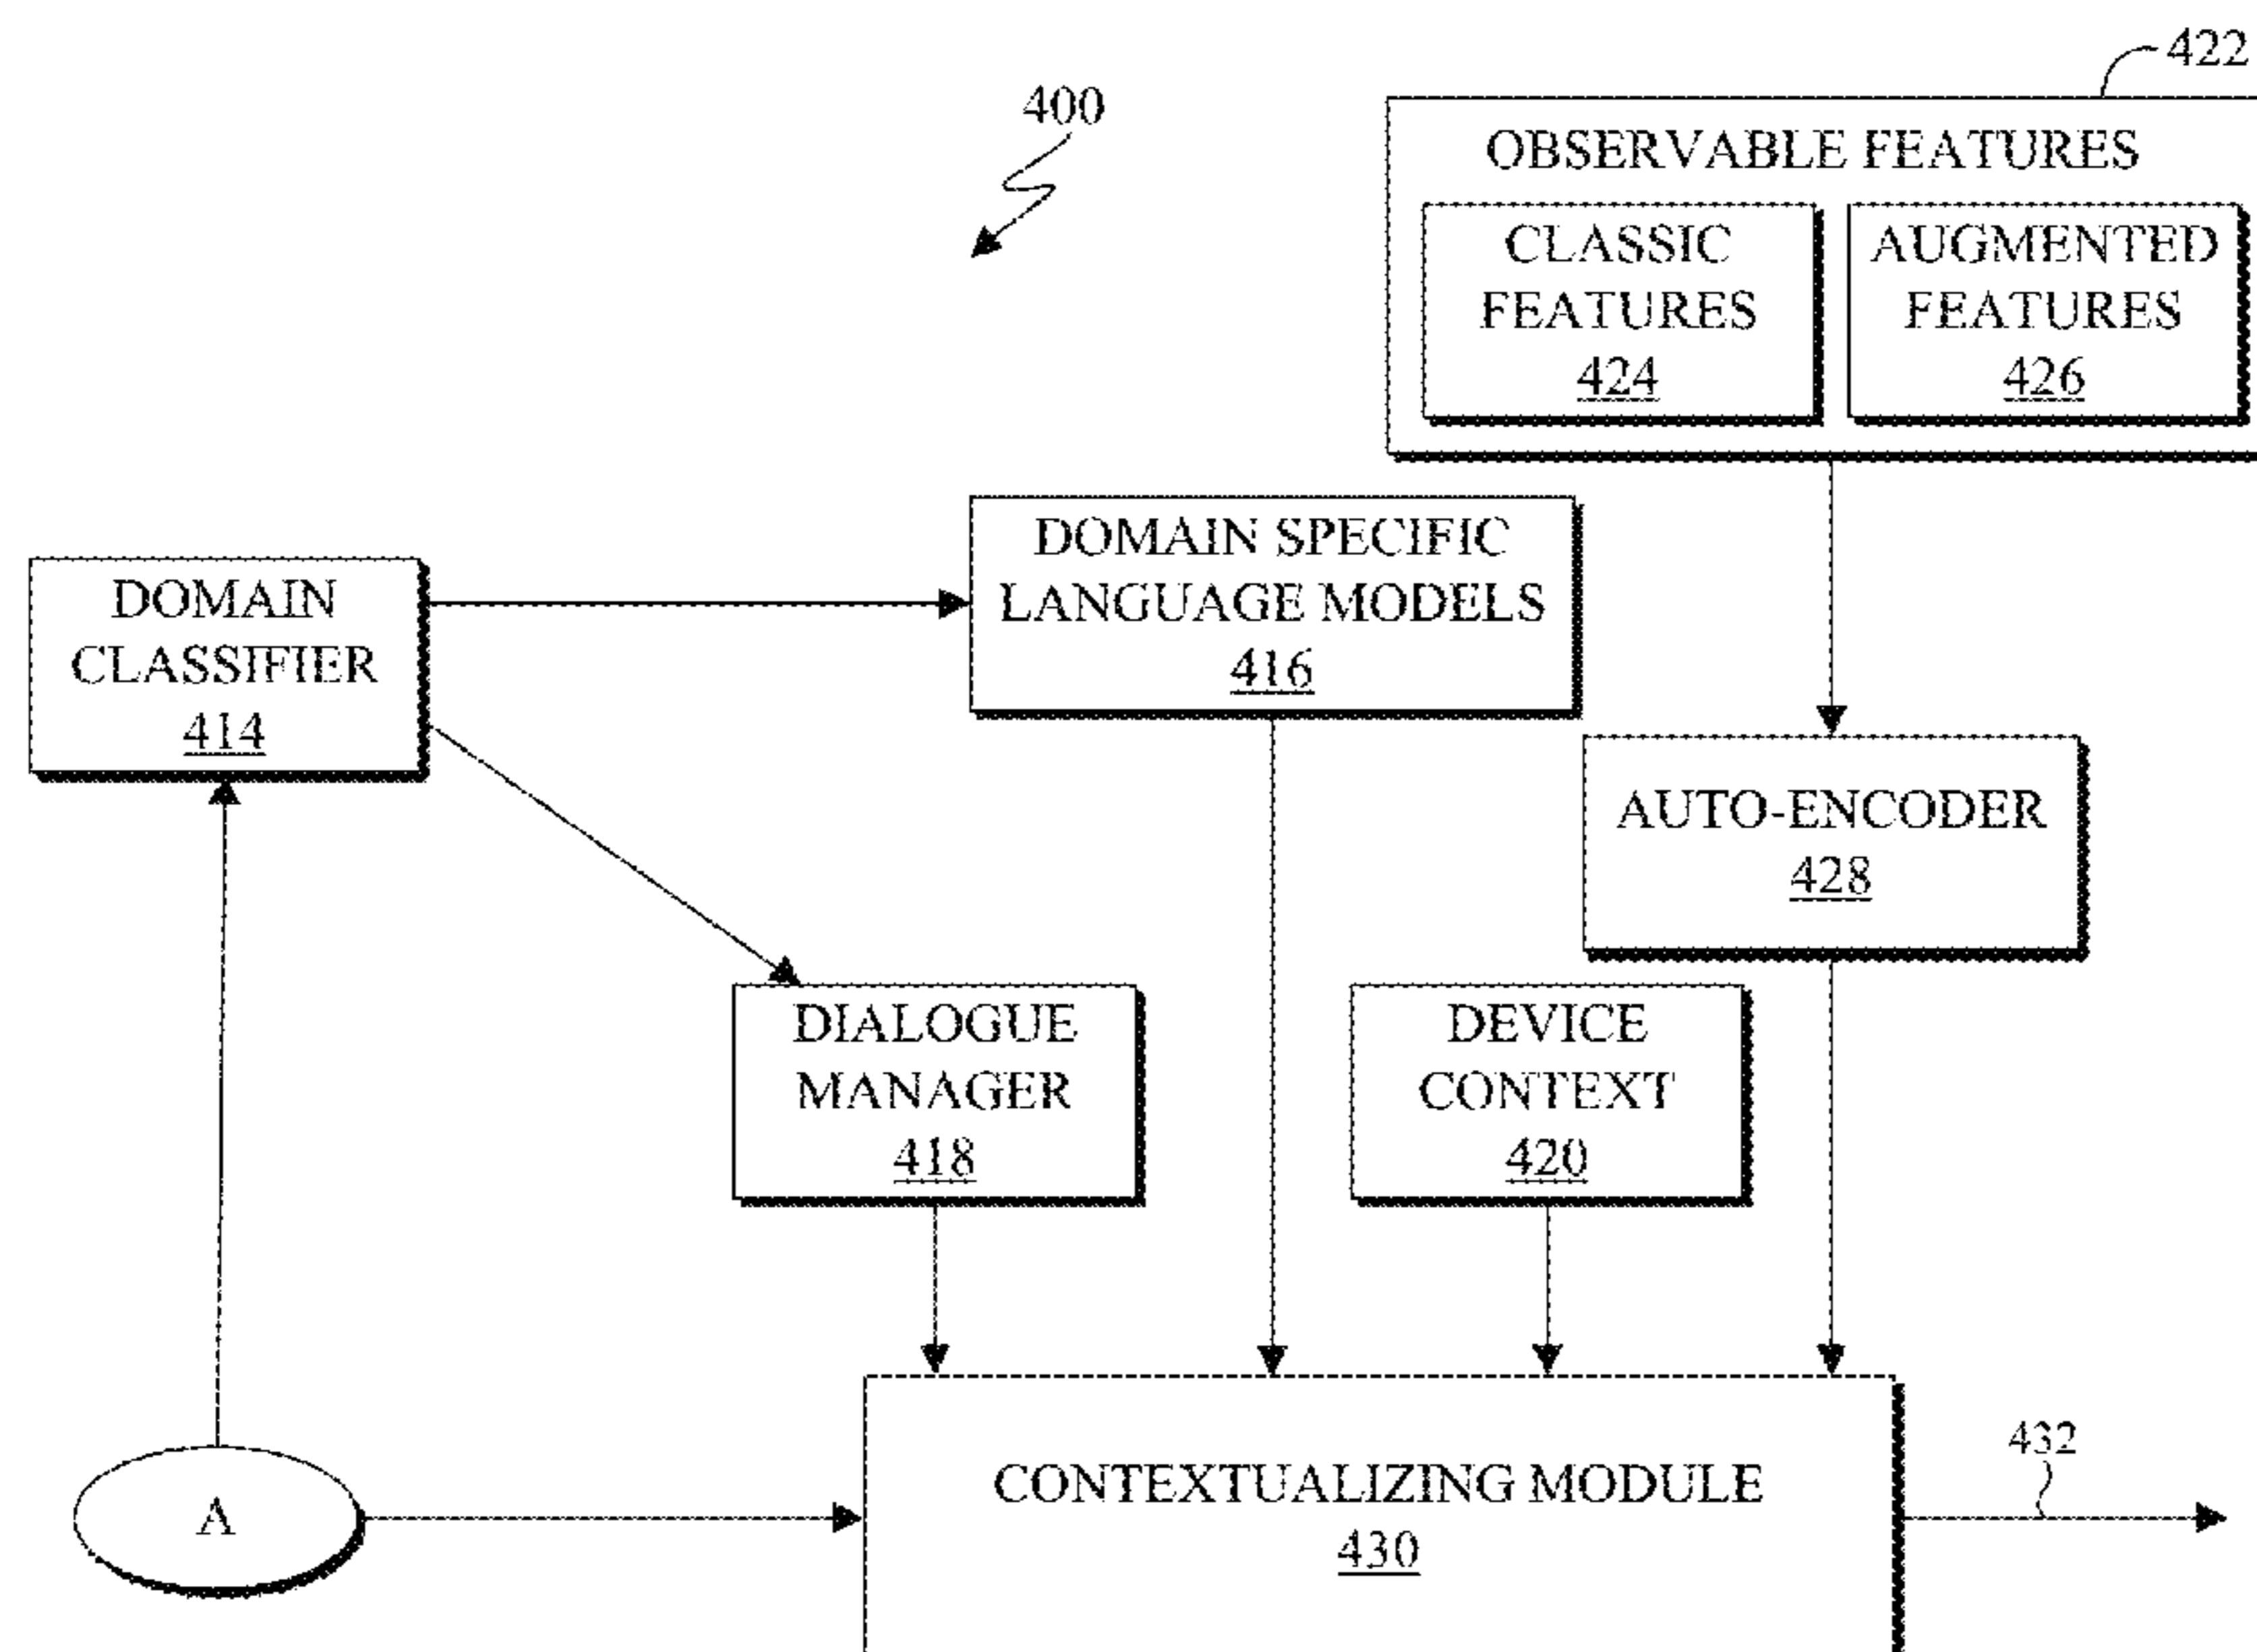 422
400
OBSERVABLE FEATURES
CLASSIC
FEATURES
424
AUGMENTED
FEATURES
426
DOMAIN SPECIFIC
LANGUAGE MODELS
416
DOMAIN
CLASSIFIER
414
AUTO-ENCODER
428
DIALOGUE
MANAGER
418
DEVICE
CONTEXT
420
432
CONTEXTUALIZING MODULE
430
A